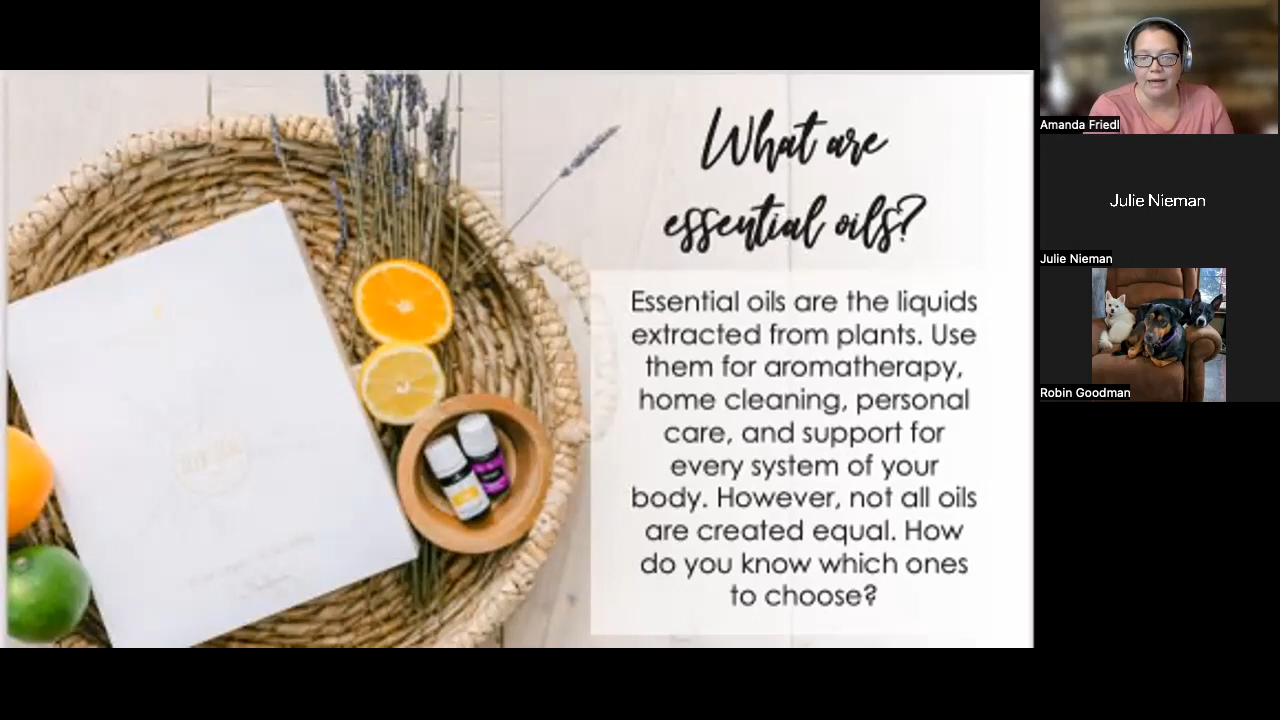 What are
essential oils?
Essential oils are the liquids
extracted from plants. Use
them for aromatherapy,
home cleaning, personal
care, and support for
every system of your
body. However, not all oils
are created equal. How
do you know which ones
to choose?
Amanda Friedl
Julie Nieman
Julie Nieman
Robin Goodman